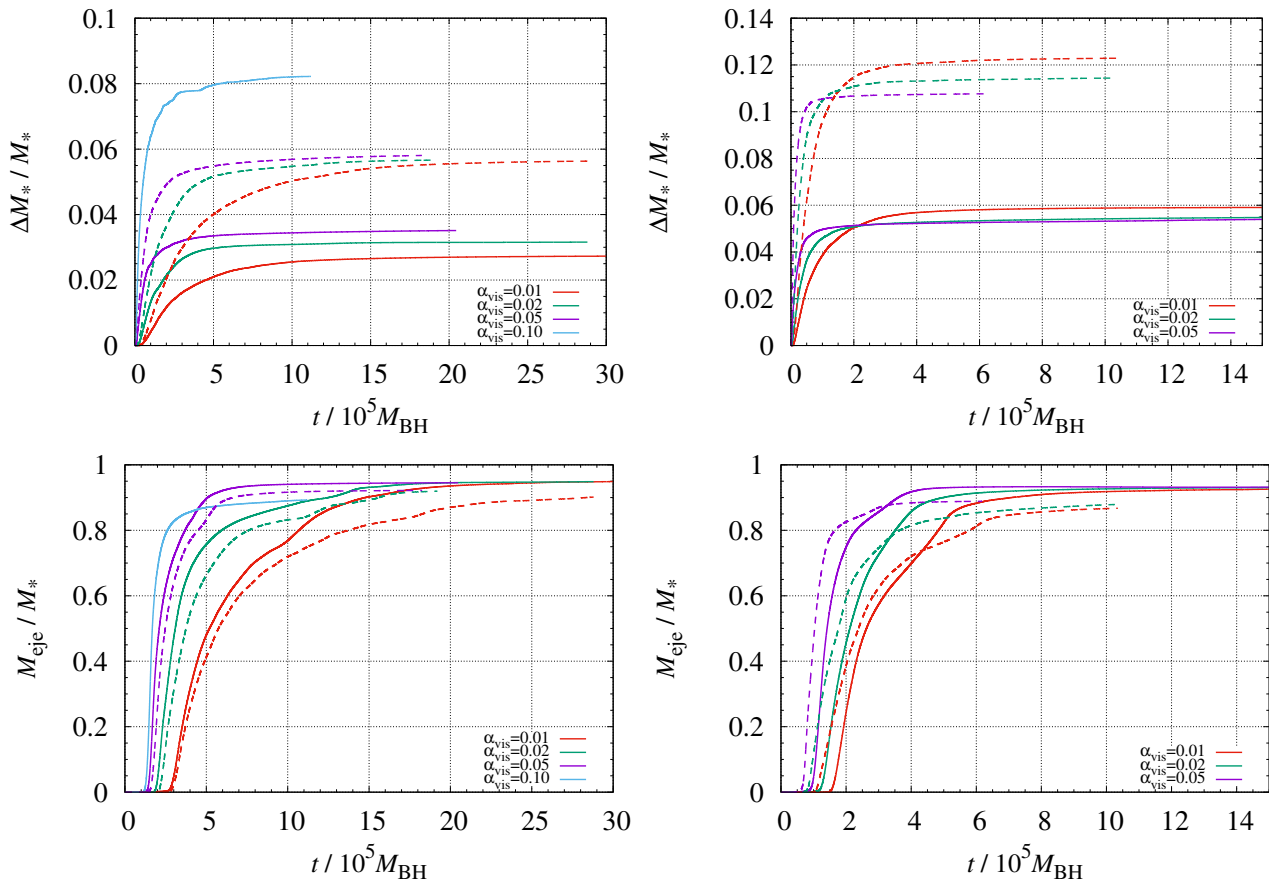 0.1
0.08
0.06
0.04
0.02
0
ΔM* / M*
α_vis=0.01
α_vis=0.02
α_vis=0.05
α_vis=0.10
0 5 10 15 20 25 30
t / 10^5 M_BH
0.14
0.12
0.1
0.08
0.06
0.04
0.02
0
ΔM* / M*
α_vis=0.01
α_vis=0.02
α_vis=0.05
0 2 4 6 8 10 12 14
t / 10^5 M_BH
1
0.8
0.6
0.4
0.2
0
M_eje / M*
α_vis=0.01
α_vis=0.02
α_vis=0.05
α_vis=0.10
0 5 10 15 20 25 30
t / 10^5 M_BH
1
0.8
0.6
0.4
0.2
0
M_eje / M*
α_vis=0.01
α_vis=0.02
α_vis=0.05
0 2 4 6 8 10 12 14
t / 10^5 M_BH